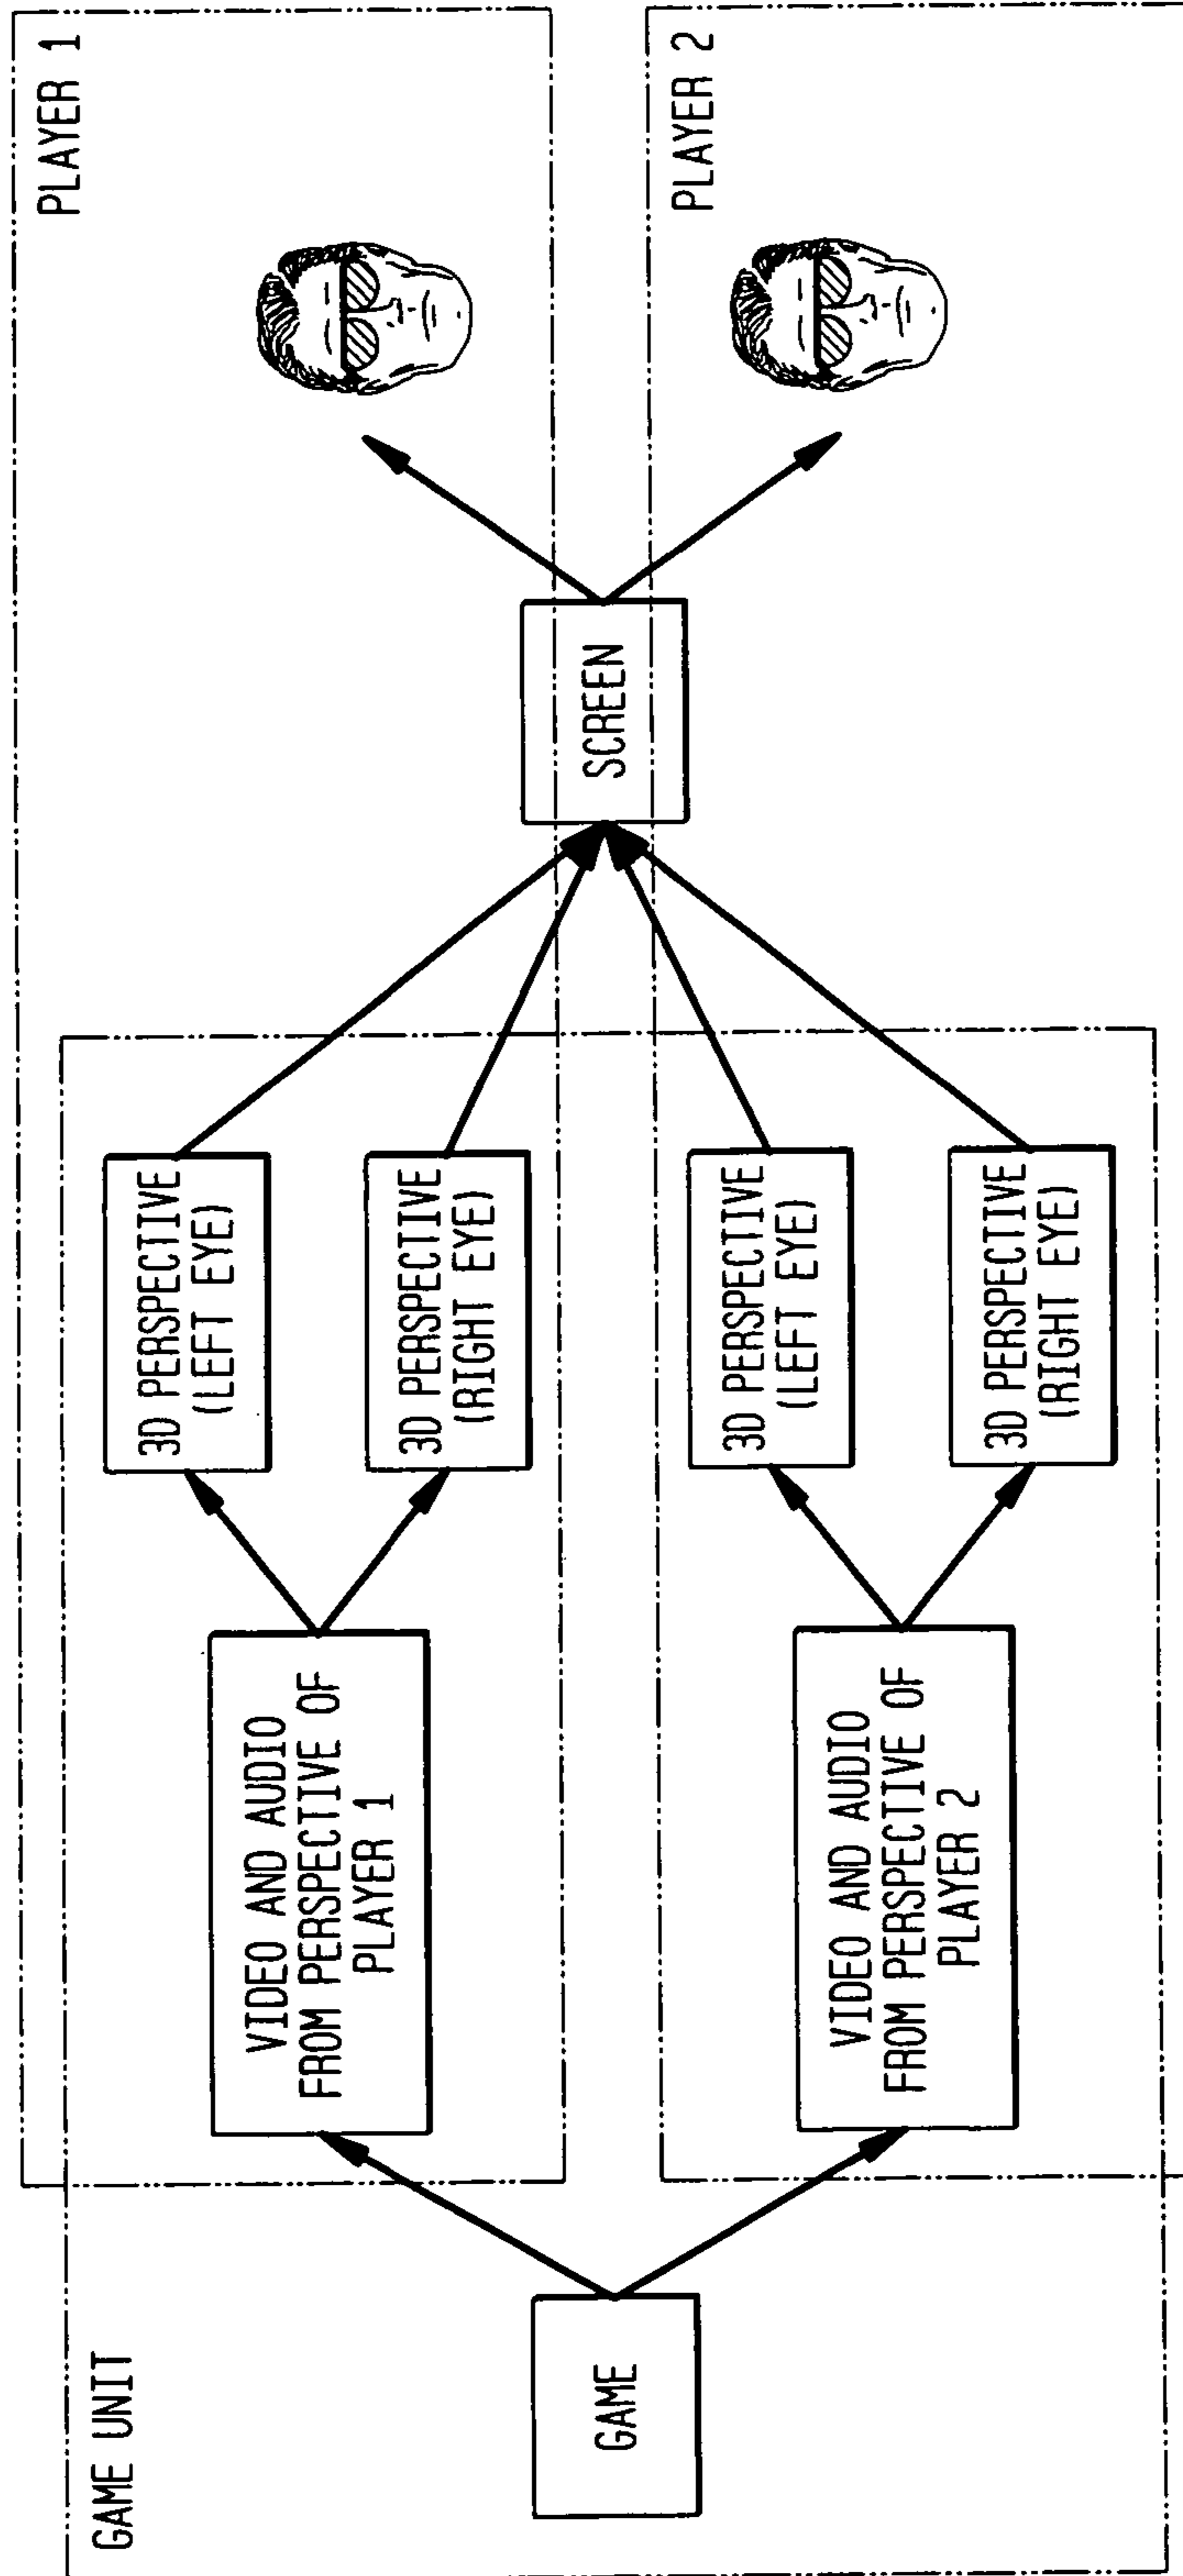 GAME UNIT
GAME
VIDEO AND AUDIO
FROM PERSPECTIVE OF
PLAYER 1
VIDEO AND AUDIO
FROM PERSPECTIVE OF
PLAYER 2
3D PERSPECTIVE
(LEFT EYE)
3D PERSPECTIVE
(RIGHT EYE)
3D PERSPECTIVE
(LEFT EYE)
3D PERSPECTIVE
(RIGHT EYE)
SCREEN
PLAYER 1
PLAYER 2